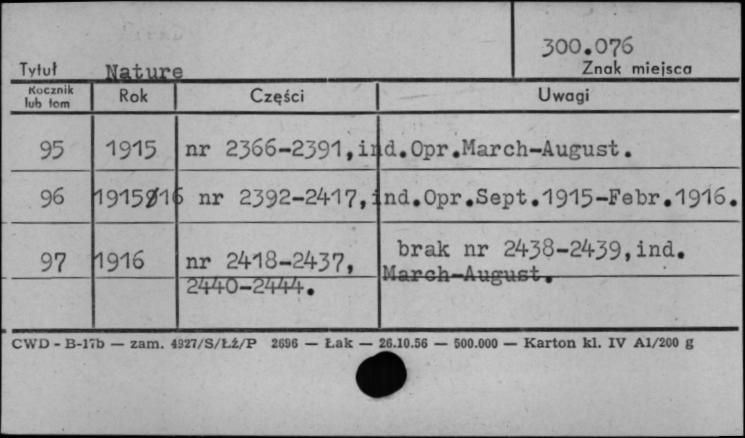 300.076
Tytuł Nature Znak miejsca
Rocznik lub tom Rok Części Uwagi
95 1915 nr 2366-2391,ind.Opr.March-August.
96 1915/16 nr 2392-2417,ind.Opr.Sept.1915-Febr.1916.
97 1916 nr 2418-2437, brak nr 2438-2439,ind.
2440-2444. March-August.
CWD - B-17b — zam. 4927/S/Łź/P 2696 — Łak — 26.10.56 — 500.000 — Karton kl. IV A1/200 g